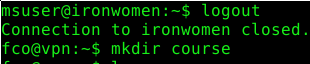 msuser@ironwomen:~$ logout
Connection to ironwomen closed.
fco@vpn:~$ mkdir course